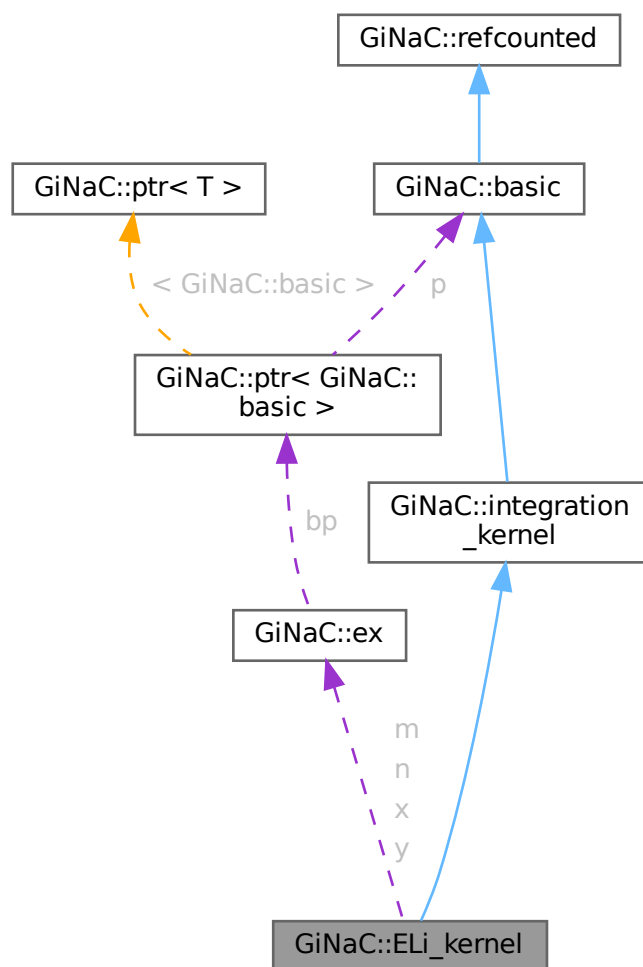 GiNaC::refcounted
GiNaC::ptr< T >
GiNaC::basic
< GiNaC::basic >
p
GiNaC::ptr< GiNaC::
basic >
bp
GiNaC::integration
_kernel
GiNaC::ex
m
n
x
y
GiNaC::ELi_kernel